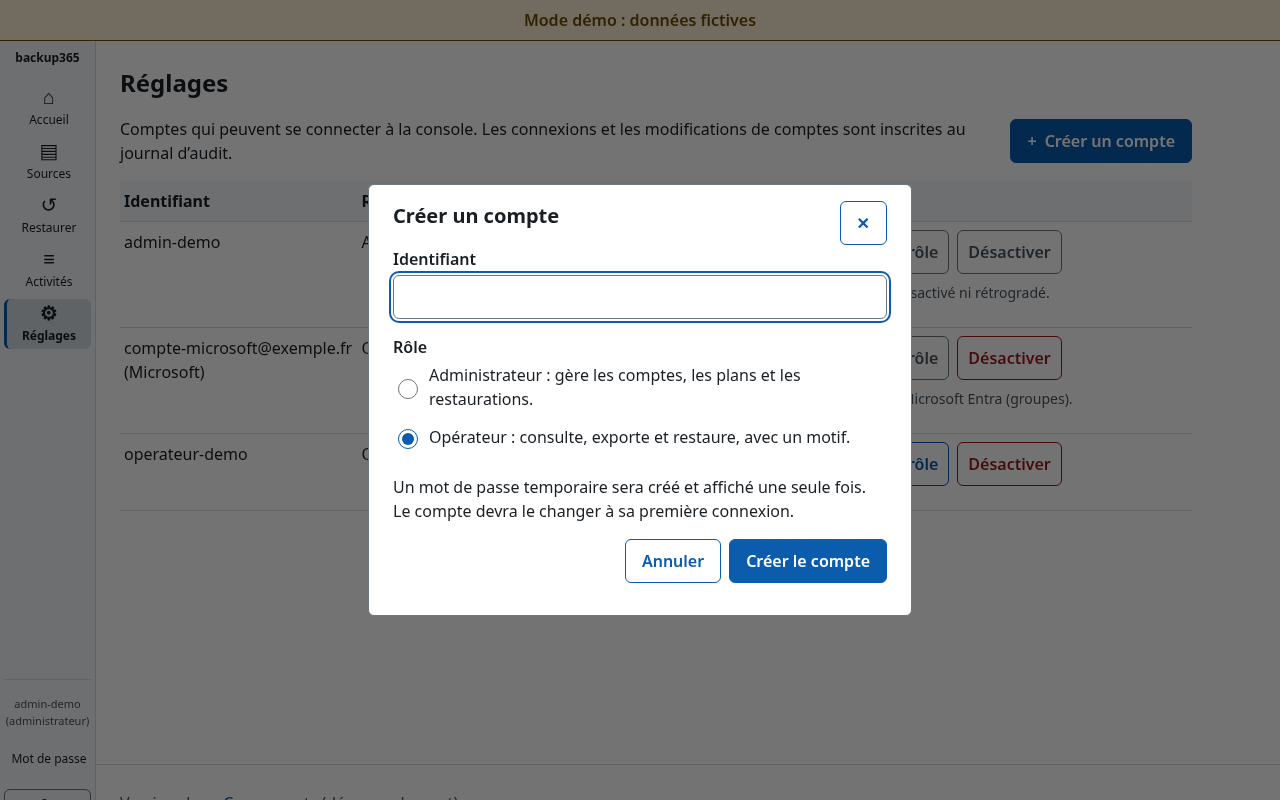 Mode démo : données fictives
backup365
Accueil
Sources
Restaurer
Activités
Réglages
admin-demo
(administrateur)
Mot de passe
Réglages
Comptes qui peuvent se connecter à la console. Les connexions et les modifications de comptes sont inscrites au
journal d’audit.
+ Créer un compte
Identifiant
admin-demo
Désactiver
ni rétrogradé.
compte-microsoft@exemple.fr
(Microsoft)
Désactiver
Entra (groupes).
operateur-demo
Désactiver
Créer un compte
×
Identifiant
Rôle
Administrateur : gère les comptes, les plans et les
restaurations.
Opérateur : consulte, exporte et restaure, avec un motif.
Un mot de passe temporaire sera créé et affiché une seule fois.
Le compte devra le changer à sa première connexion.
Annuler
Créer le compte